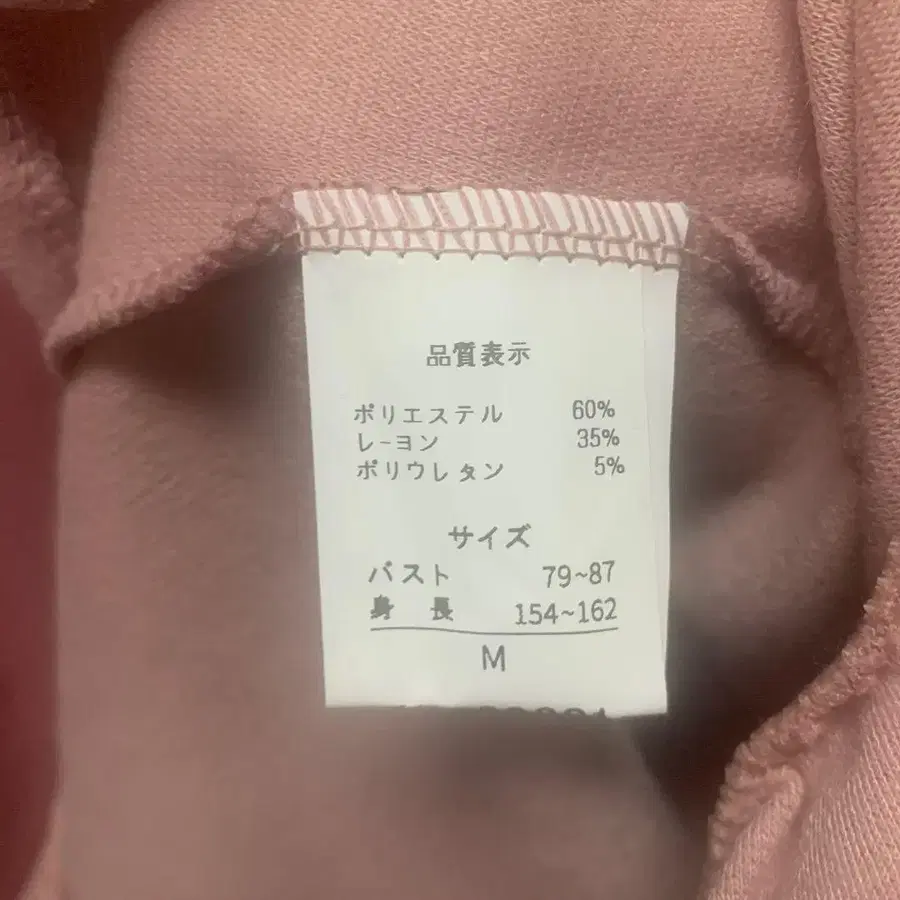 品質表示
ポリエステル 60%
レーヨン 35%
ポリウレタン 5%
サイズ
バスト 79~87
身 長 154~162
M